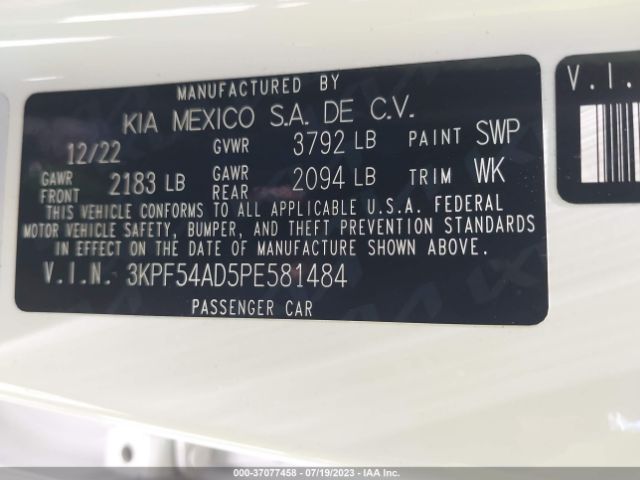 MANUFACTURED BY
KIA MEXICO S.A. DE C.V.
12/22 GVWR 3792 LB PAINT SWP
GAWR FRONT 2183 LB GAWR REAR 2094 LB TRIM WK
THIS VEHICLE CONFORMS TO ALL APPLICABLE U.S.A. FEDERAL
MOTOR VEHICLE SAFETY, BUMPER, AND THEFT PREVENTION STANDARDS
IN EFFECT ON THE DATE OF MANUFACTURE SHOWN ABOVE.
V.I.N. 3KPF54AD5PE581484
PASSENGER CAR
V.I.
000-37077458 - 07/19/2023 - IAA Inc.